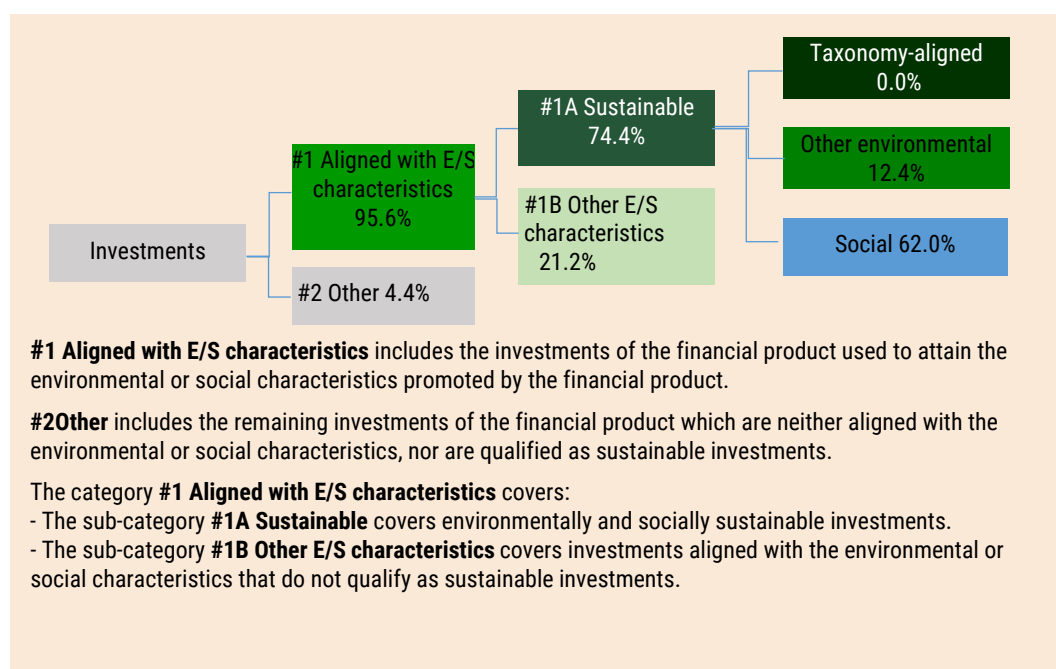 Taxonomy-aligned
0.0%
#1A Sustainable
74.4%
Other environmental
12.4%
#1 Aligned with E/S
characteristics
95.6%
#1B Other E/S
characteristics
21.2%
Social 62.0%
Investments
#2 Other 4.4%
#1 Aligned with E/S characteristics includes the investments of the financial product used to attain the
environmental or social characteristics promoted by the financial product.
#2Other includes the remaining investments of the financial product which are neither aligned with the
environmental or social characteristics, nor are qualified as sustainable investments.
The category #1 Aligned with E/S characteristics covers:
- The sub-category #1A Sustainable covers environmentally and socially sustainable investments.
- The sub-category #1B Other E/S characteristics covers investments aligned with the environmental or
social characteristics that do not qualify as sustainable investments.